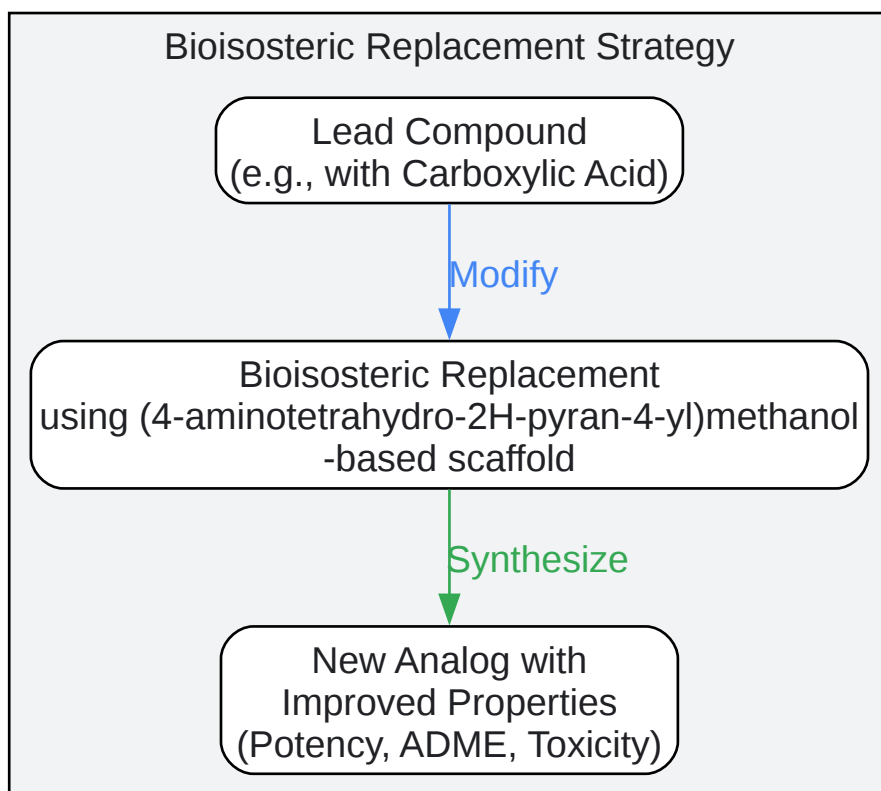 Bioisosteric Replacement Strategy
Lead Compound
(e.g., with Carboxylic Acid)
Modify
Bioisosteric Replacement
using (4-aminotetrahydro-2H-pyran-4-yl)methanol
-based scaffold
Synthesize
New Analog with
Improved Properties
(Potency, ADME, Toxicity)